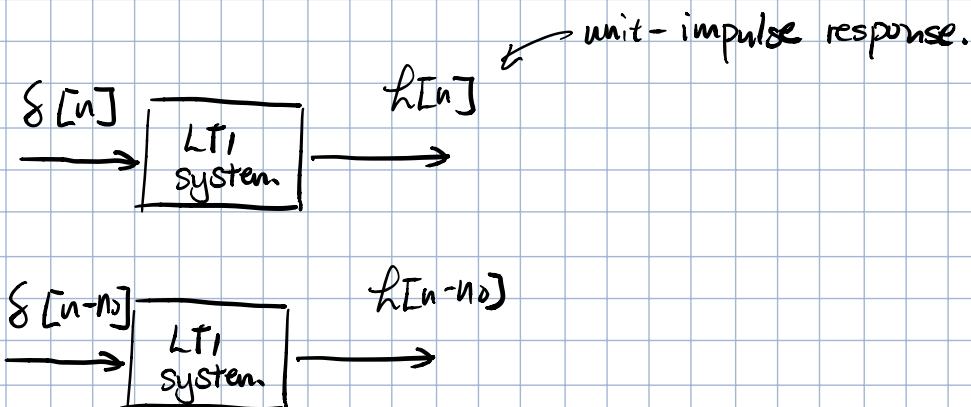 unit-impulse response.
δ[n]
h[n]
LTI
system
δ[n-n₀]
h[n-n₀]
LTI
system